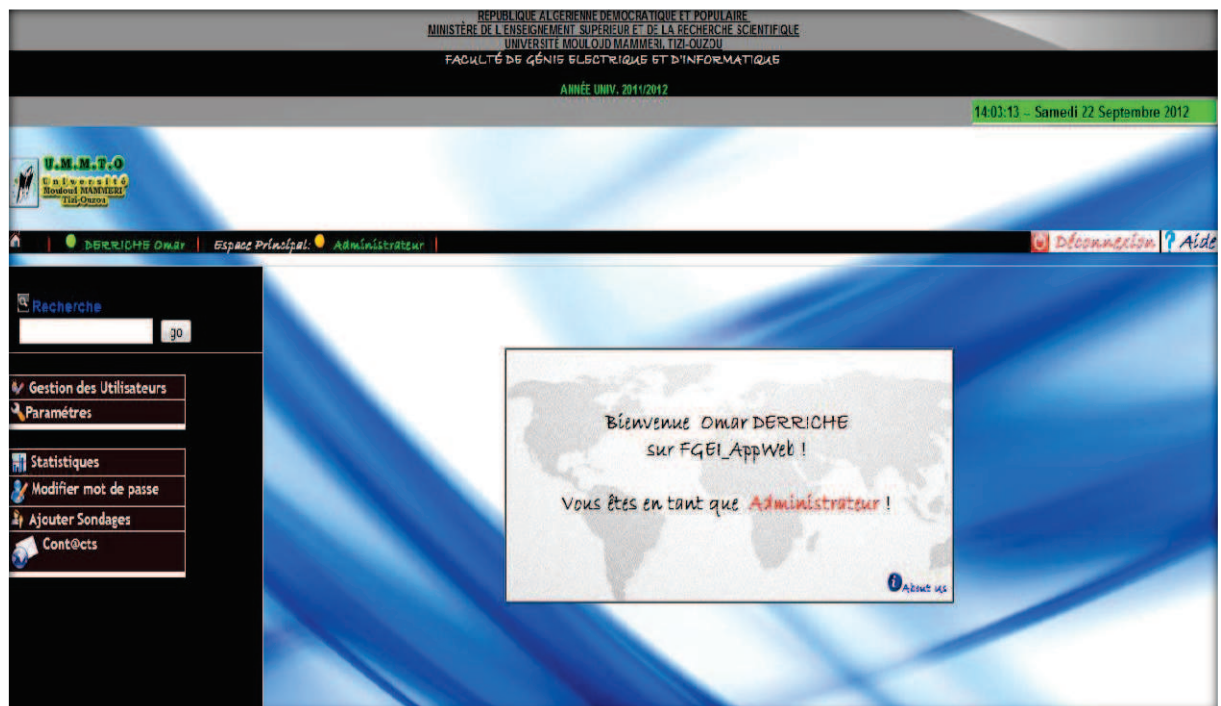 REPUBLIQUE ALGERIENNE DEMOCRATIQUE ET POPULAIRE
MINISTÈRE DE L'ENSEIGNEMENT SUPERIEUR ET DE LA RECHERCHE SCIENTIFIQUE
UNIVERSITÉ MOULOUD MAMMERI, TIZI-OUZOU
FACULTÉ DE GÉNIE ELECTRIQUE ET D'INFORMATIQUE
ANNÉE UNIV. 2011/2012
14:03:13 – Samedi 22 Septembre 2012
U.M.M.T.O
Université
Mouloud MAMMERI
Tizi-Ouzou
DERRICHE Omar | Espace Principal: Administrateur |
Déconnexion ? Aide
Recherche
go
Gestion des Utilisateurs
Paramétres
Statistiques
Modifier mot de passe
Ajouter Sondages
Cont@cts
Bienvenue Omar DERRICHE
sur FGEI_AppWeb !
Vous êtes en tant que Administrateur !
About us